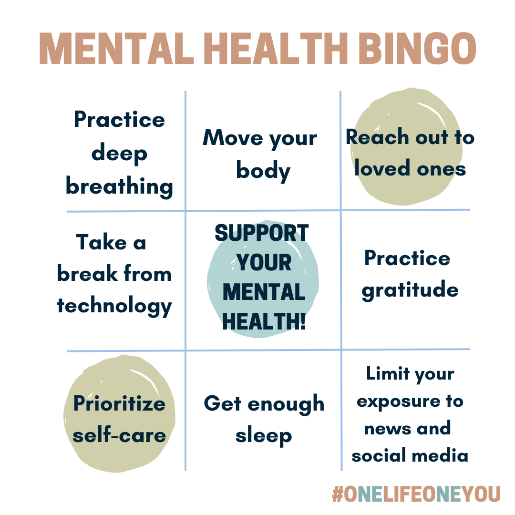 MENTAL HEALTH BINGO
Practice
deep
breathing
Move your
body
Reach out to
loved ones
Take a
break from
technology
SUPPORT
YOUR
MENTAL
HEALTH!
Practice
gratitude
Prioritize
self-care
Get enough
sleep
Limit your
exposure to
news and
social media
#ONELIFEONEYOU